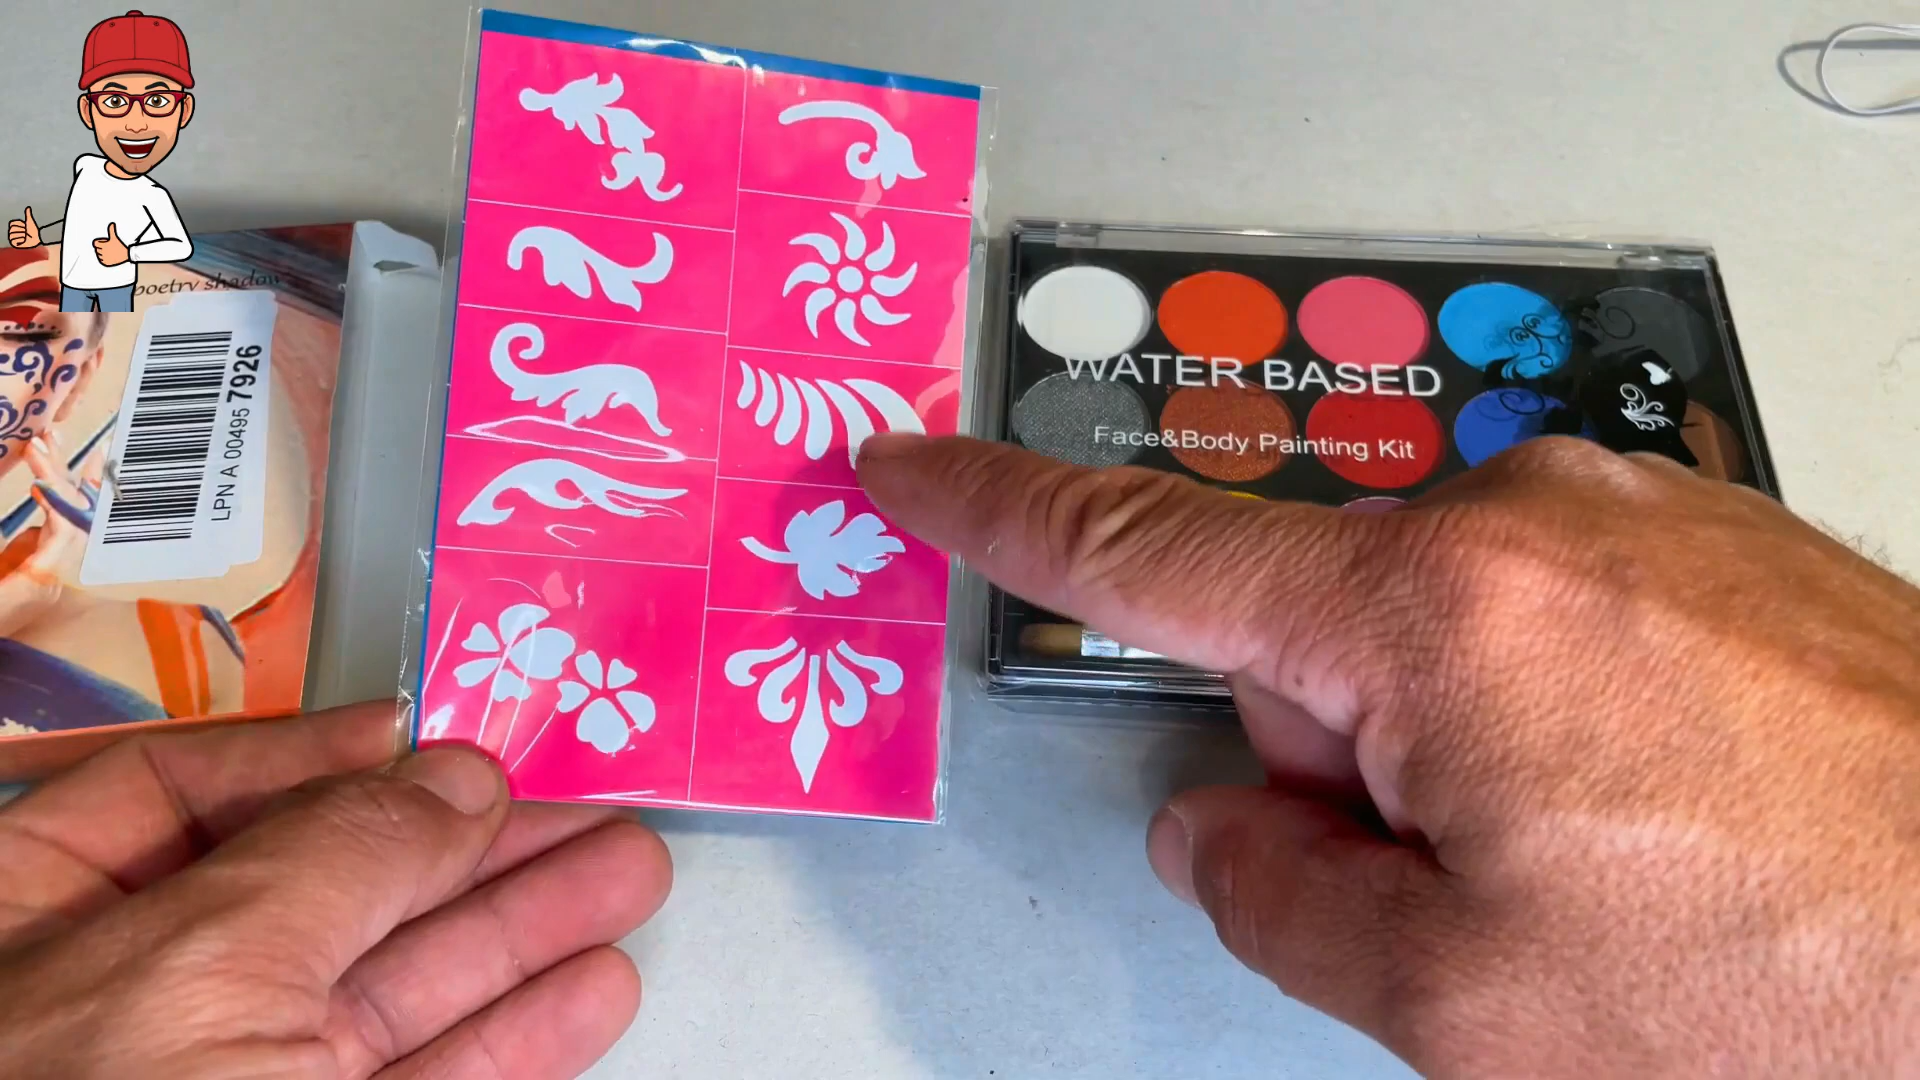 poetry shadow
LPN A 00495 7926
WATER BASED
Face&Body Painting Kit